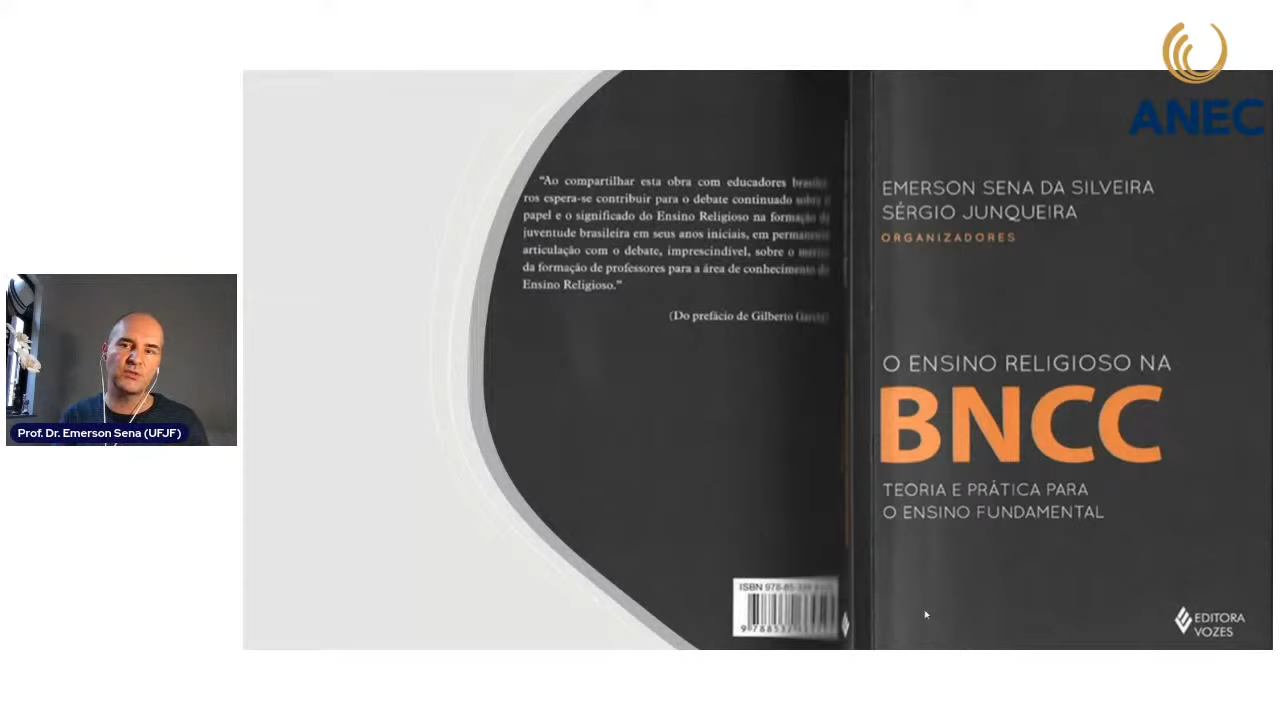 ANEC
"Ao compartilhar esta obra com educadores
ros espera-se contribuir para o debate continuado
papel e o significado do Ensino Religioso na
juventude brasileira em seus anos iniciais, em
articulação com o debate, imprescindível, sobre o
da formação de professores para a área de conhecimento
Ensino Religioso."
(Do prefácio de Gilberto
ISBN
EMERSON SENA DA SILVEIRA
SÉRGIO JUNQUEIRA
ORGANIZADORES
O ENSINO RELIGIOSO NA
BNCC
TEORIA E PRÁTICA PARA
O ENSINO FUNDAMENTAL
EDITORA
VOZES
Prof. Dr. Emerson Sena (UFJF)